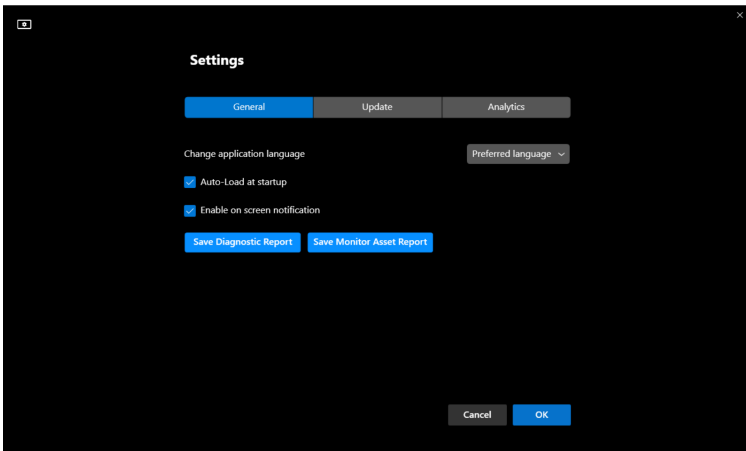 Settings
General Update Analytics
Change application language Preferred language
Auto-Load at startup
Enable on screen notification
Save Diagnostic Report Save Monitor Asset Report
Cancel OK